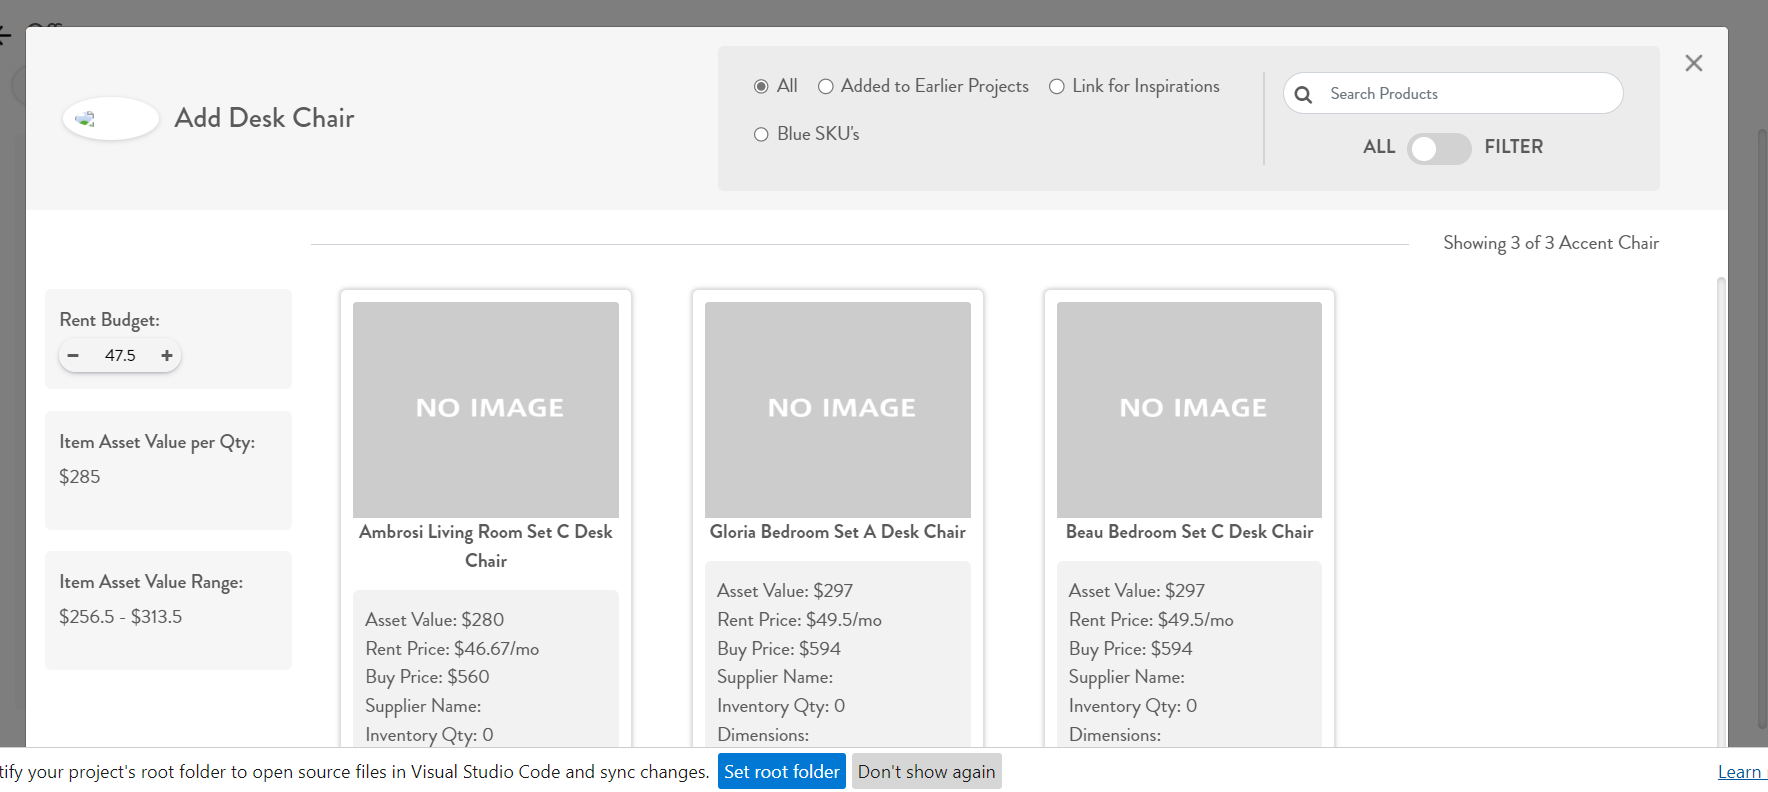 Add Desk Chair
All
Added to Earlier Projects
Link for Inspirations
Blue SKU's
Search Products
ALL
FILTER
Showing 3 of 3 Accent Chair
Rent Budget:
− 47.5 +
Item Asset Value per Qty:
$285
Item Asset Value Range:
$256.5 - $313.5
NO IMAGE
Ambrosi Living Room Set C Desk
Chair
Asset Value: $280
Rent Price: $46.67/mo
Buy Price: $560
Supplier Name:
Inventory Qty: 0
NO IMAGE
Gloria Bedroom Set A Desk Chair
Asset Value: $297
Rent Price: $49.5/mo
Buy Price: $594
Supplier Name:
Inventory Qty: 0
Dimensions:
NO IMAGE
Beau Bedroom Set C Desk Chair
Asset Value: $297
Rent Price: $49.5/mo
Buy Price: $594
Supplier Name:
Inventory Qty: 0
Dimensions:
tify your project's root folder to open source files in Visual Studio Code and sync changes.
Set root folder
Don't show again
Learn